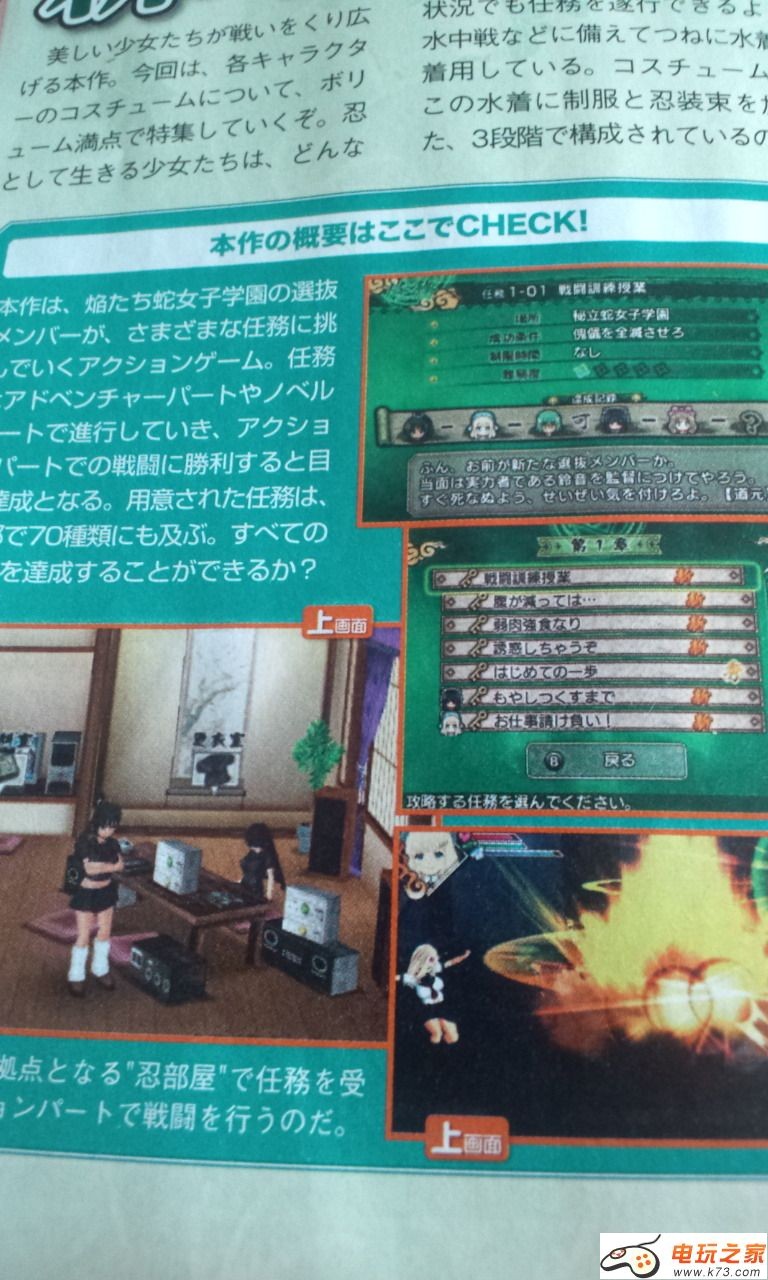 美しい少女たちが戦いをくり広
げる本作。今回は、各キャラクタ
ーのコスチュームについて、ボリ
ューム満点で特集していくぞ。忍
として生きる少女たちは、どんな
状況でも任務を遂行できるよ
水中戦などに備えてつねに水着
着用している。コスチューム
この水着に制服と忍装束を
た、3段階で構成されているの
本作の概要はここでCHECK!
本作は、焔たち蛇女子学園の選抜
メンバーが、さまざまな任務に挑
んでいくアクションゲーム。任務
はアドベンチャーパートやノベル
ートで進行していき、アクショ
パートでの戦闘に勝利すると目
達成となる。用意された任務は、
部で70種類にも及ぶ。すべての
を達成することができるか？
任務 1-01 戦闘訓練授業
場所 秘立蛇女子学園
成功条件 傀儡を全滅させろ
制限時間 なし
難易度
達成記録
?
ふん、お前が新たな選抜メンバーか。
当面は実力者である鈴音を監督につけてやろう。
すぐ死なぬよう、せいぜい気を付けろよ。【道元
第1章
戦闘訓練授業 新
腹が減っては… 新
弱肉強食なり 新
誘惑しちゃうぞ 新
はじめての一歩 秀
もやしつくすまで 新
お仕事請け負い！ 新
B 戻る
攻略する任務を選んでください。
上画面
更衣室
料室
拠点となる"忍部屋"で任務を受
ョンパートで戦闘を行うのだ。
上画面
电玩之家
www.k73.com